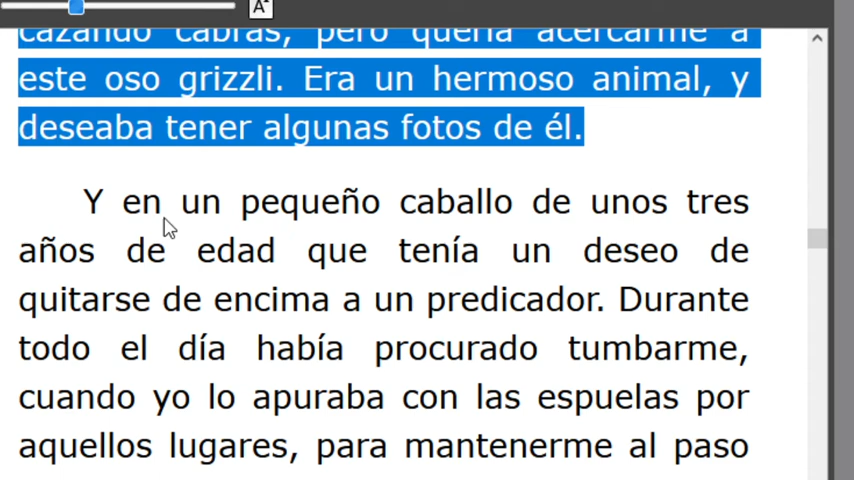 A
cazando cabras, pero quería acercarme a
este oso grizzli. Era un hermoso animal, y
deseaba tener algunas fotos de él.
Y en un pequeño caballo de unos tres
años de edad que tenía un deseo de
quitarse de encima a un predicador. Durante
todo el día había procurado tumbarme,
cuando yo lo apuraba con las espuelas por
aquellos lugares, para mantenerme al paso